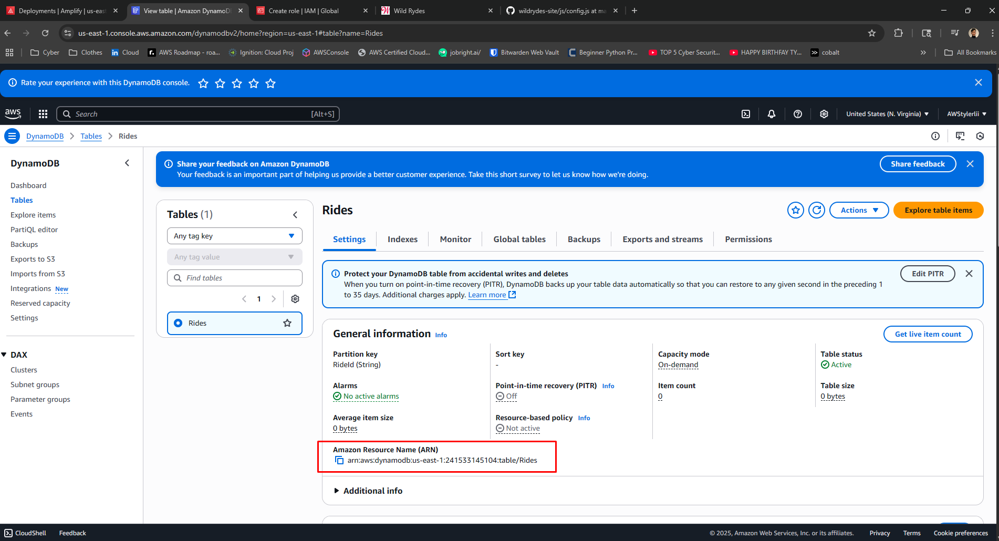 Deployments | Amplify | us-eas
View table | Amazon DynamoD
Create role | IAM | Global
Wild Rydes
wildrydes-site/js/config.js at ma
us-east-1.console.aws.amazon.com/dynamodbv2/home?region=us-east-1#table?name=Rides
Cyber
Clothes
Cloud
AWS Roadmap - roa...
Ignition: Cloud Proj
AWSConsole
AWS Certified Cloud...
jobright.ai/
Bitwarden Web Vault
Beginner Python Pr...
TOP 5 Cyber Securit...
HAPPY BIRTHFAY TY...
cobalt
All Bookmarks
Rate your experience with this DynamoDB console.
aws
Search
[Alt+S]
United States (N. Virginia)
AWStylerlii
DynamoDB
Tables
Rides
DynamoDB
Dashboard
Tables
Explore items
PartiQL editor
Backups
Exports to S3
Imports from S3
Integrations New
Reserved capacity
Settings
DAX
Clusters
Subnet groups
Parameter groups
Events
Share your feedback on Amazon DynamoDB
Your feedback is an important part of helping us provide a better customer experience. Take this short survey to let us know how we're doing.
Share feedback
Tables (1)
Any tag key
Any tag value
Find tables
1
Rides
Rides
Actions
Explore table items
Settings
Indexes
Monitor
Global tables
Backups
Exports and streams
Permissions
Protect your DynamoDB table from accidental writes and deletes
When you turn on point-in-time recovery (PITR), DynamoDB backs up your table data automatically so that you can restore to any given second in the preceding 1
to 35 days. Additional charges apply. Learn more
Edit PITR
General information Info
Get live item count
Partition key
RideId (String)
Sort key
-
Capacity mode
On-demand
Table status
Active
Alarms
No active alarms
Point-in-time recovery (PITR) Info
Off
Item count
0
Table size
0 bytes
Average item size
0 bytes
Resource-based policy Info
Not active
Amazon Resource Name (ARN)
arn:aws:dynamodb:us-east-1:241533145104:table/Rides
Additional info
CloudShell
Feedback
© 2025, Amazon Web Services, Inc. or its affiliates.
Privacy
Terms
Cookie preferences